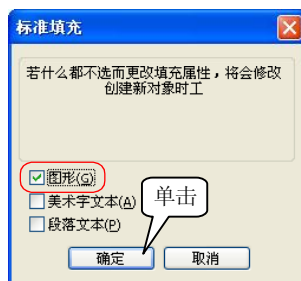 标准填充
若什么都不选而更改填充属性，将会修改
创建新对象时工
图形(G)
美术字文本(A)
单击
段落文本(P)
确定
取消